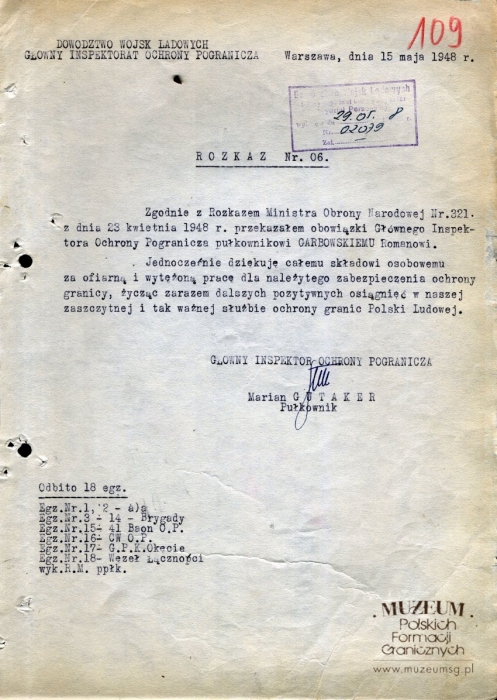 109
DOWODZTWO WOJSK LADOWYCH
GŁOWNY INSPEKTORAT OCHRONY POGRANICZA Warszawa, dnia 15 maja 1948 r.
Lądowych
29.05. 8
02079
Zał.
R O Z K A Z Nr. 06.
Zgodnie z Rozkazem Ministra Obrony Narodowej Nr.321.
z dnia 23 kwietnia 1948 r. przekazałem obowiązki Głównego Inspek-
tora Ochrony Pogranicza pułkownikowi GARBOWSKIEMU Romanowi.
Jednocześnie dziękuję całemu składowi osobowemu
za ofiarną i wytężoną pracę dla należytego zabezpieczenia ochrony
granicy, życząc zarazem dalszych pozytywnych osiągnięć w naszej
zaszczytnej i tak ważnej służbie ochrony granic Polski Ludowej.
GŁOWNY INSPEKTOR OCHRONY POGRANICZA
Marian G U T A K E R
Pułkownik
Odbito 18 egz.
Egz.Nr.1, 2 - a/a
Egz.Nr.3 - 14 - Brygady
Egz.Nr.15- 41 Baon O.P.
Egz.Nr.16- CW O.P.
Egz.Nr.17- G.P.K.Okęcie
Egz.Nr.18- Węzeł Łączności
wyk.R.M. ppłk.
MUZEUM
Polskich
Formacji
Granicznych
www.muzeumsg.pl